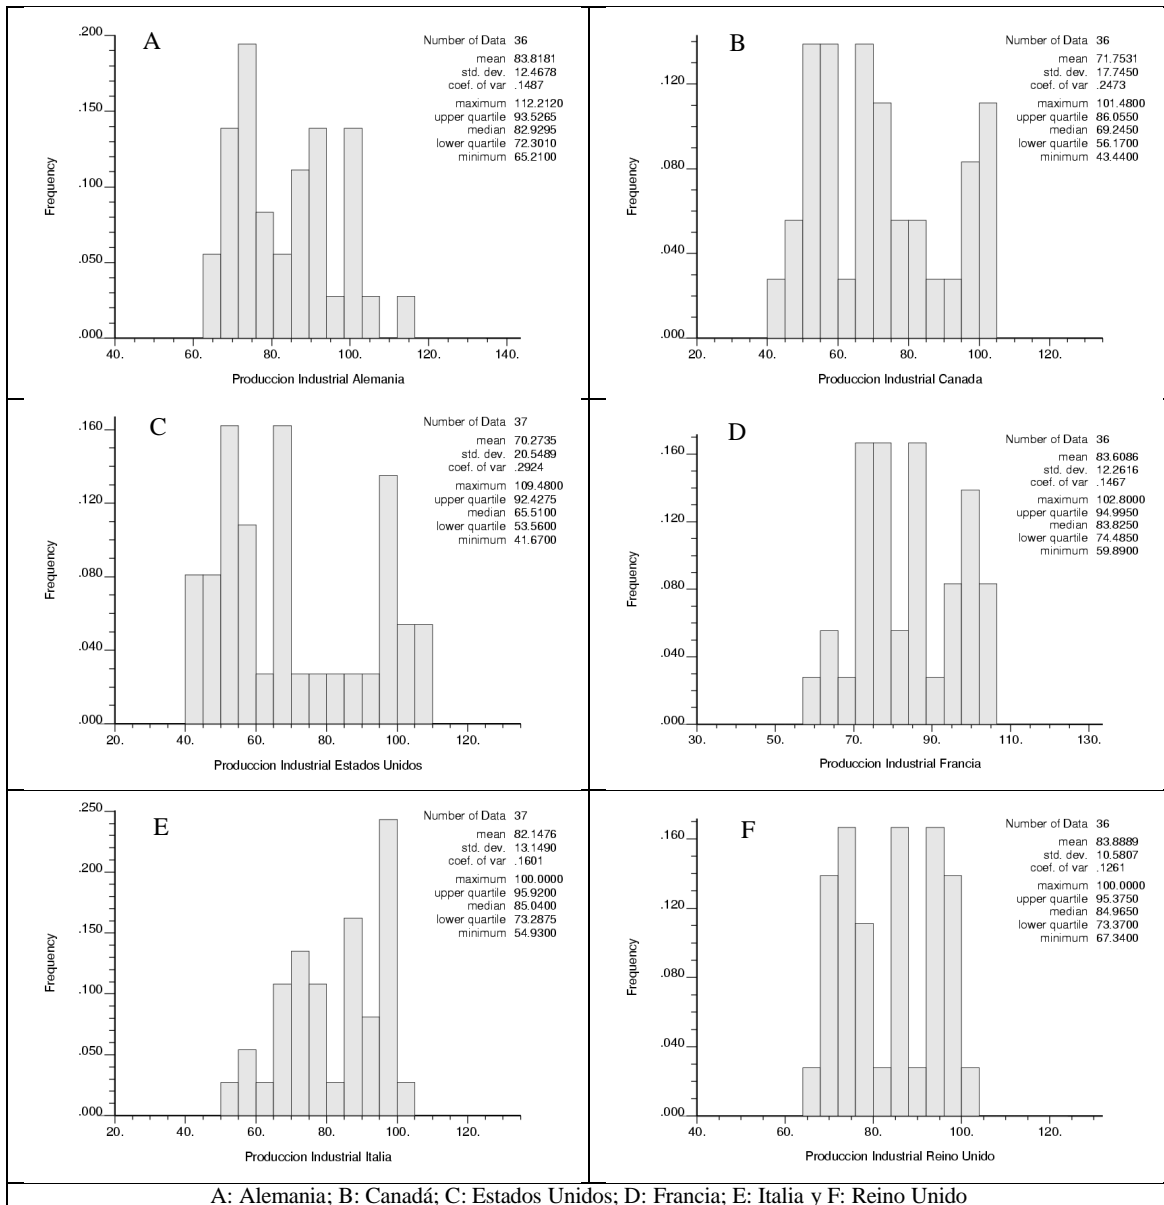 A
Number of Data 36
mean 83.8181
std. dev. 12.4678
coef. of var .1487
maximum 112.2120
upper quartile 93.5265
median 82.9295
lower quartile 72.3010
minimum 65.2100
Frequency
.200
.150
.100
.050
.000
40. 60. 80. 100. 120. 140.
Produccion Industrial Alemania
B
Number of Data 36
mean 71.7531
std. dev. 17.7450
coef. of var .2473
maximum 101.4800
upper quartile 86.0550
median 69.2450
lower quartile 56.1700
minimum 43.4400
Frequency
.120
.080
.040
.000
20. 40. 60. 80. 100. 120.
Produccion Industrial Canada
C
Number of Data 37
mean 70.2735
std. dev. 20.5489
coef. of var .2924
maximum 109.4800
upper quartile 92.4275
median 65.5100
lower quartile 53.5600
minimum 41.6700
Frequency
.160
.120
.080
.040
.000
20. 40. 60. 80. 100. 120.
Produccion Industrial Estados Unidos
D
Number of Data 36
mean 83.6086
std. dev. 12.2616
coef. of var .1467
maximum 102.8000
upper quartile 94.9950
median 83.8250
lower quartile 74.4850
minimum 59.8900
Frequency
.160
.120
.080
.040
.000
30. 50. 70. 90. 110. 130.
Produccion Industrial Francia
E
Number of Data 37
mean 82.1476
std. dev. 13.1490
coef. of var .1601
maximum 100.0000
upper quartile 95.9200
median 85.0400
lower quartile 73.2875
minimum 54.9300
Frequency
.250
.200
.150
.100
.050
.000
20. 40. 60. 80. 100. 120.
Produccion Industrial Italia
F
Number of Data 36
mean 83.8889
std. dev. 10.5807
coef. of var .1261
maximum 100.0000
upper quartile 95.3750
median 84.9650
lower quartile 73.3700
minimum 67.3400
Frequency
.160
.120
.080
.040
.000
40. 60. 80. 100. 120.
Produccion Industrial Reino Unido
A: Alemania; B: Canadá; C: Estados Unidos; D: Francia; E: Italia y F: Reino Unido